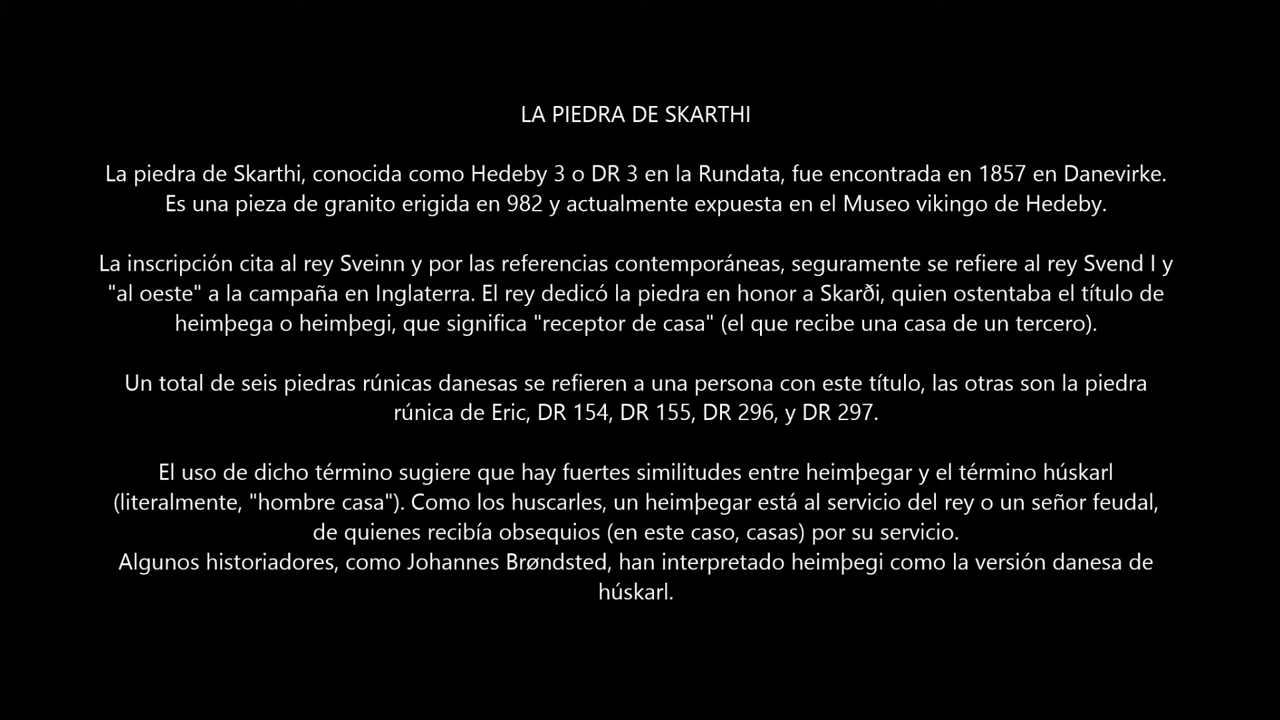 LA PIEDRA DE SKARTHI
La piedra de Skarthi, conocida como Hedeby 3 o DR 3 en la Rundata, fue encontrada en 1857 en Danevirke.
Es una pieza de granito erigida en 982 y actualmente expuesta en el Museo vikingo de Hedeby.
La inscripción cita al rey Sveinn y por las referencias contemporáneas, seguramente se refiere al rey Svend I y
"al oeste" a la campaña en Inglaterra. El rey dedicó la piedra en honor a Skarði, quien ostentaba el título de
heimþega o heimþegi, que significa "receptor de casa" (el que recibe una casa de un tercero).
Un total de seis piedras rúnicas danesas se refieren a una persona con este título, las otras son la piedra
rúnica de Eric, DR 154, DR 155, DR 296, y DR 297.
El uso de dicho término sugiere que hay fuertes similitudes entre heimþegar y el término húskarl
(literalmente, "hombre casa"). Como los huscarles, un heimþegar está al servicio del rey o un señor feudal,
de quienes recibía obsequios (en este caso, casas) por su servicio.
Algunos historiadores, como Johannes Brøndsted, han interpretado heimþegi como la versión danesa de
húskarl.